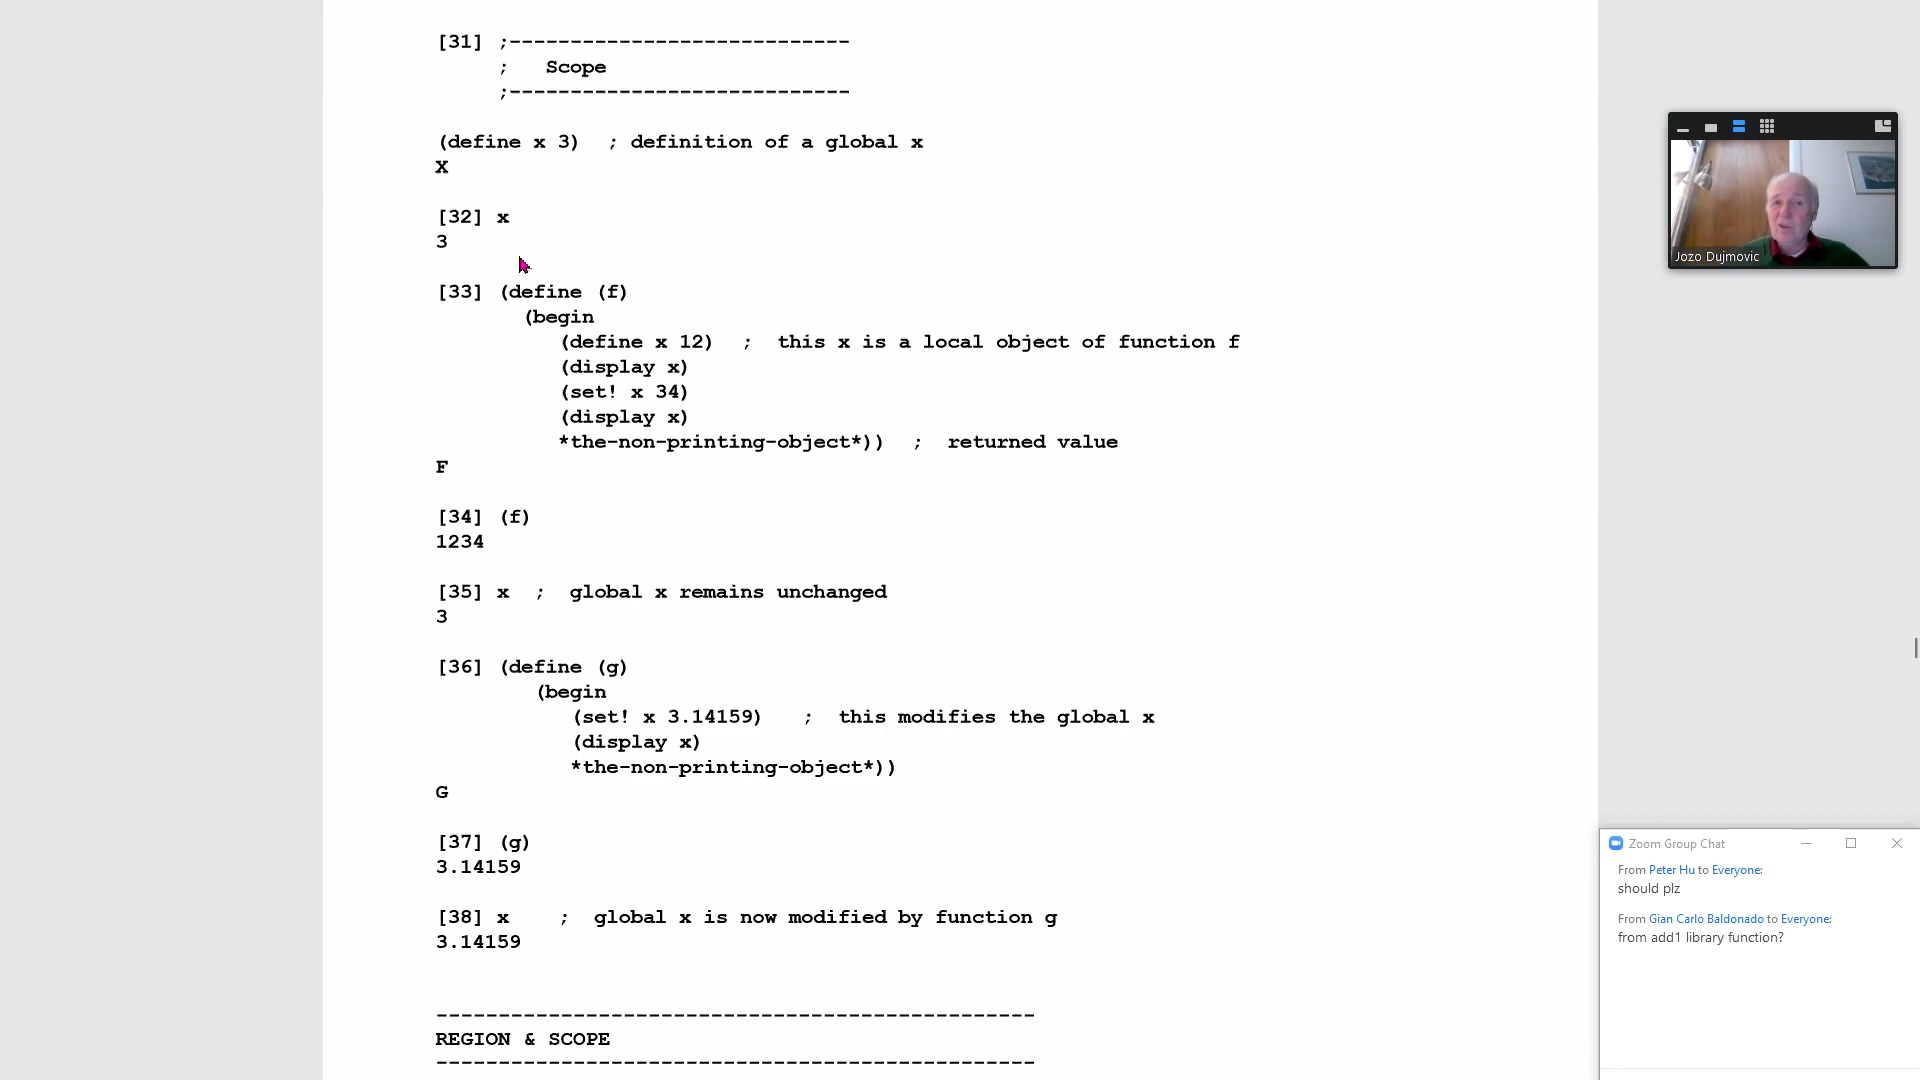 [31] ;----------------------------
; Scope
;----------------------------
(define x 3) ; definition of a global x
X
[32] x
3
[33] (define (f)
(begin
(define x 12) ; this x is a local object of function f
(display x)
(set! x 34)
(display x)
*the-non-printing-object*)) ; returned value
F
[34] (f)
1234
[35] x ; global x remains unchanged
3
[36] (define (g)
(begin
(set! x 3.14159) ; this modifies the global x
(display x)
*the-non-printing-object*))
G
[37] (g)
3.14159
[38] x ; global x is now modified by function g
3.14159
-------------------------------------------------
REGION & SCOPE
-------------------------------------------------
Jozo Dujmovic
Zoom Group Chat
From Peter Hu to Everyone:
should plz
From Gian Carlo Baldonado to Everyone:
from add1 library function?